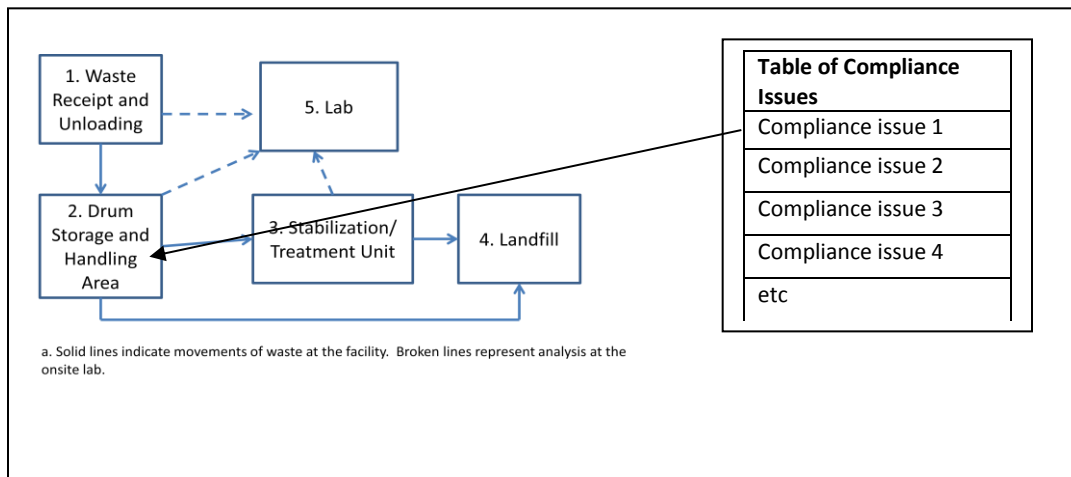 1. Waste
Receipt and
Unloading
5. Lab
2. Drum
Storage and
Handling
Area
3. Stabilization/
Treatment Unit
4. Landfill
a. Solid lines indicate movements of waste at the facility.  Broken lines represent analysis at the
onsite lab.
Table of Compliance
Issues
Compliance issue 1
Compliance issue 2
Compliance issue 3
Compliance issue 4
etc